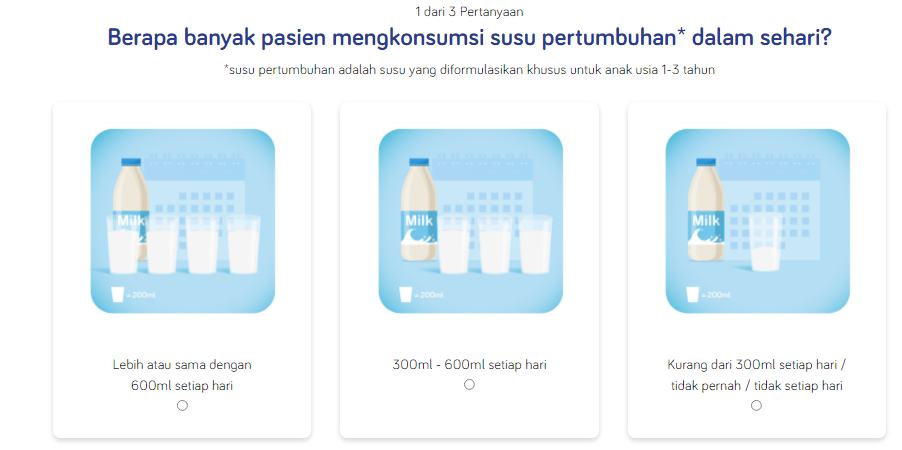 1 dari 3 Pertanyaan
Berapa banyak pasien mengkonsumsi susu pertumbuhan* dalam sehari?
*susu pertumbuhan adalah susu yang diformulasikan khusus untuk anak usia 1-3 tahun
Milk
= 200ml
Lebih atau sama dengan
600ml setiap hari
Milk
= 200ml
300ml - 600ml setiap hari
Milk
= 200ml
Kurang dari 300ml setiap hari /
tidak pernah / tidak setiap hari